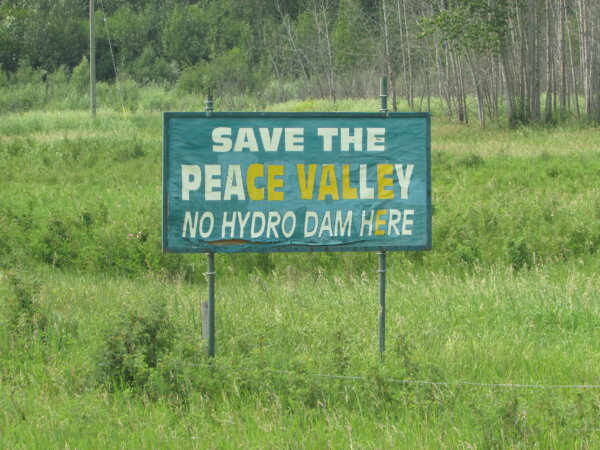 SAVE THE
PEACE VALLEY
NO HYDRO DAM HERE